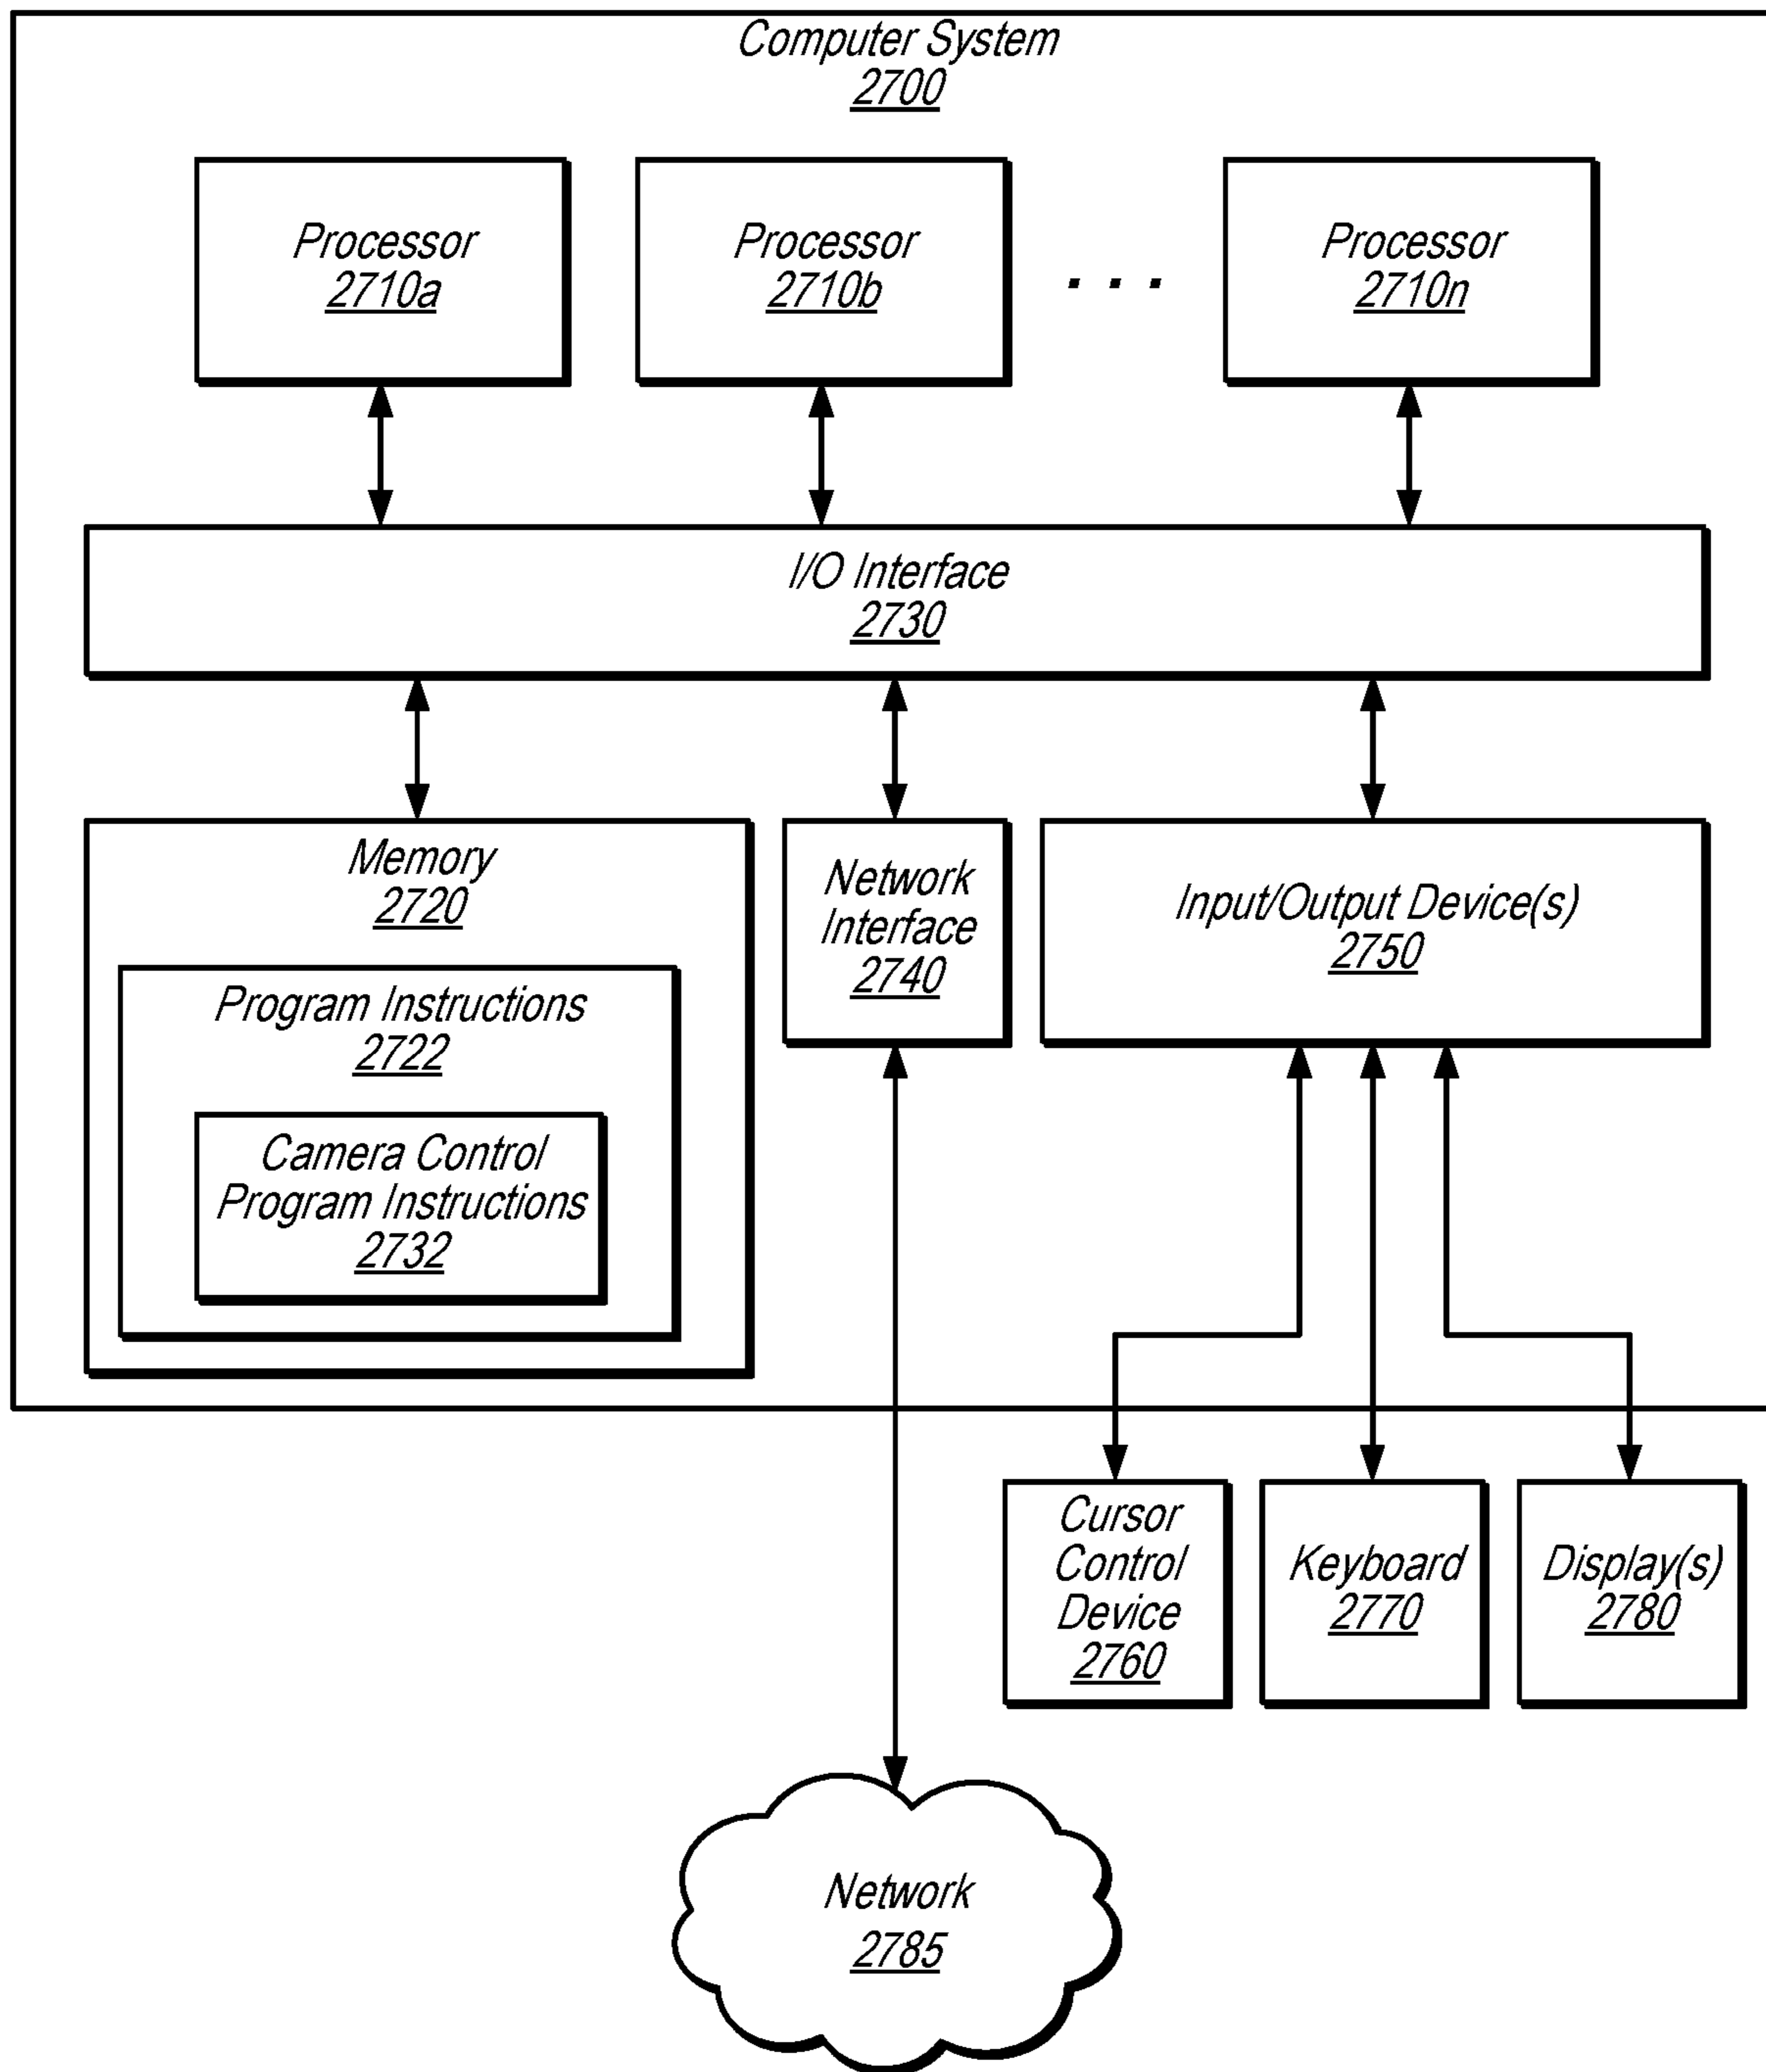 Computer System
2700
Processor
2710a
Processor
2710b
. . .
Processor
2710n
I/O Interface
2730
Memory
2720
Program Instructions
2722
Camera Control
Program Instructions
2732
Network
Interface
2740
Input/Output Device(s)
2750
Cursor
Control
Device
2760
Keyboard
2770
Display(s)
2780
Network
2785